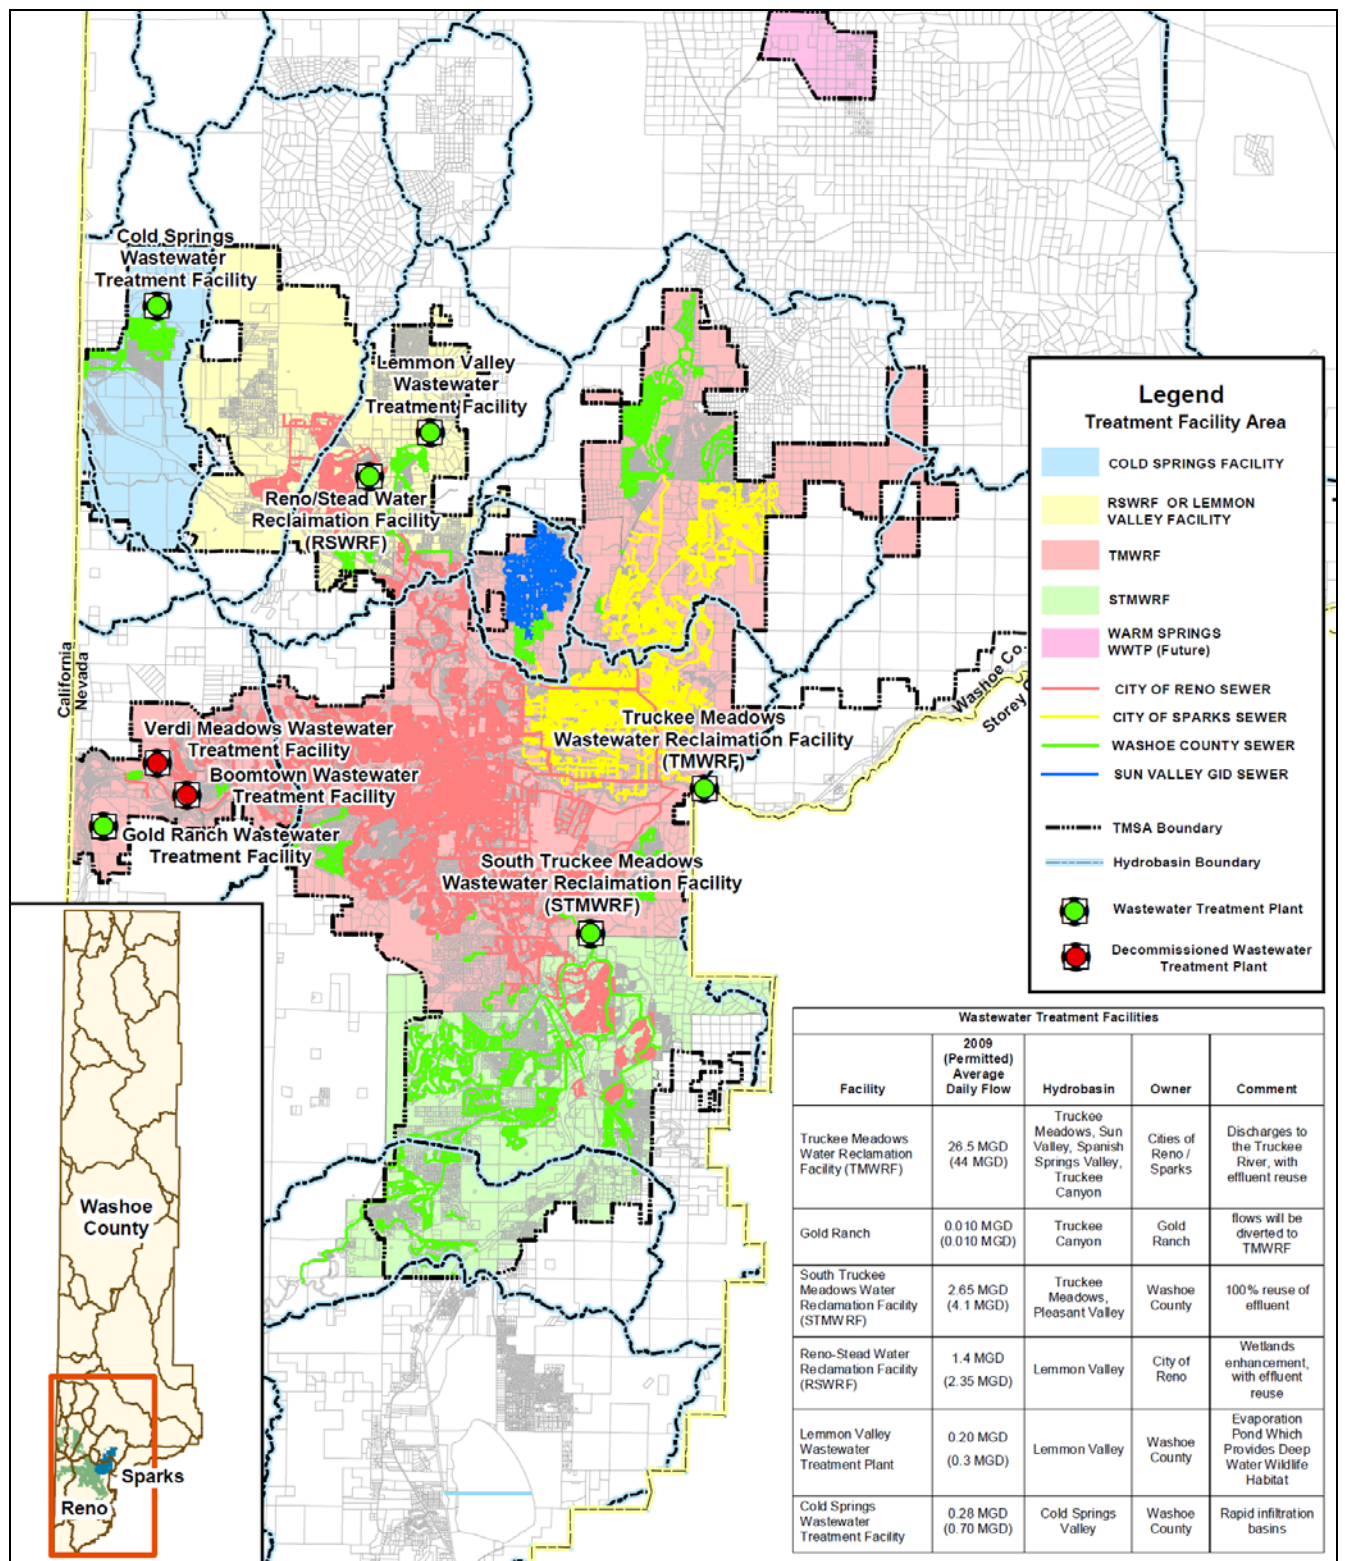 Cold Springs
Wastewater
Treatment Facility
Lemmon Valley
Wastewater
Treatment Facility
Reno/Stead Water
Reclaimation Facility
(RSWRF)
California
Nevada
Washoe Co.
Storey
Verdi Meadows Wastewater
Treatment Facility
Boomtown Wastewater
Treatment Facility
Gold Ranch Wastewater
Treatment Facility
Truckee Meadows
Wastewater Reclaimation Facility
(TMWRF)
South Truckee Meadows
Wastewater Reclaimation Facility
(STMWRF)
Legend
Treatment Facility Area
COLD SPRINGS FACILITY
RSWRF OR LEMMON
VALLEY FACILITY
TMWRF
STMWRF
WARM SPRINGS
WWTP (Future)
CITY OF RENO SEWER
CITY OF SPARKS SEWER
WASHOE COUNTY SEWER
SUN VALLEY GID SEWER
TMSA Boundary
Hydrobasin Boundary
Wastewater Treatment Plant
Decommissioned Wastewater
Treatment Plant
Washoe
County
Sparks
Reno
Wastewater Treatment Facilities
Facility
2009
(Permitted)
Average
Daily Flow
Hydrobasin
Owner
Comment
Truckee Meadows
Water Reclamation
Facility (TMWRF)
26.5 MGD
(44 MGD)
Truckee
Meadows, Sun
Valley, Spanish
Springs Valley,
Truckee
Canyon
Cities of
Reno /
Sparks
Discharges to
the Truckee
River, with
effluent reuse
Gold Ranch
0.010 MGD
(0.010 MGD)
Truckee
Canyon
Gold
Ranch
flows will be
diverted to
TMWRF
South Truckee
Meadows Water
Reclamation Facility
(STMWRF)
2.65 MGD
(4.1 MGD)
Truckee
Meadows,
Pleasant Valley
Washoe
County
100% reuse of
effluent
Reno-Stead Water
Reclamation Facility
(RSWRF)
1.4 MGD
(2.35 MGD)
Lemmon Valley
City of
Reno
Wetlands
enhancement,
with effluent
reuse
Lemmon Valley
Wastewater
Treatment Plant
0.20 MGD
(0.3 MGD)
Lemmon Valley
Washoe
County
Evaporation
Pond Which
Provides Deep
Water Wildlife
Habitat
Cold Springs
Wastewater
Treatment Facility
0.28 MGD
(0.70 MGD)
Cold Springs
Valley
Washoe
County
Rapid infiltration
basins